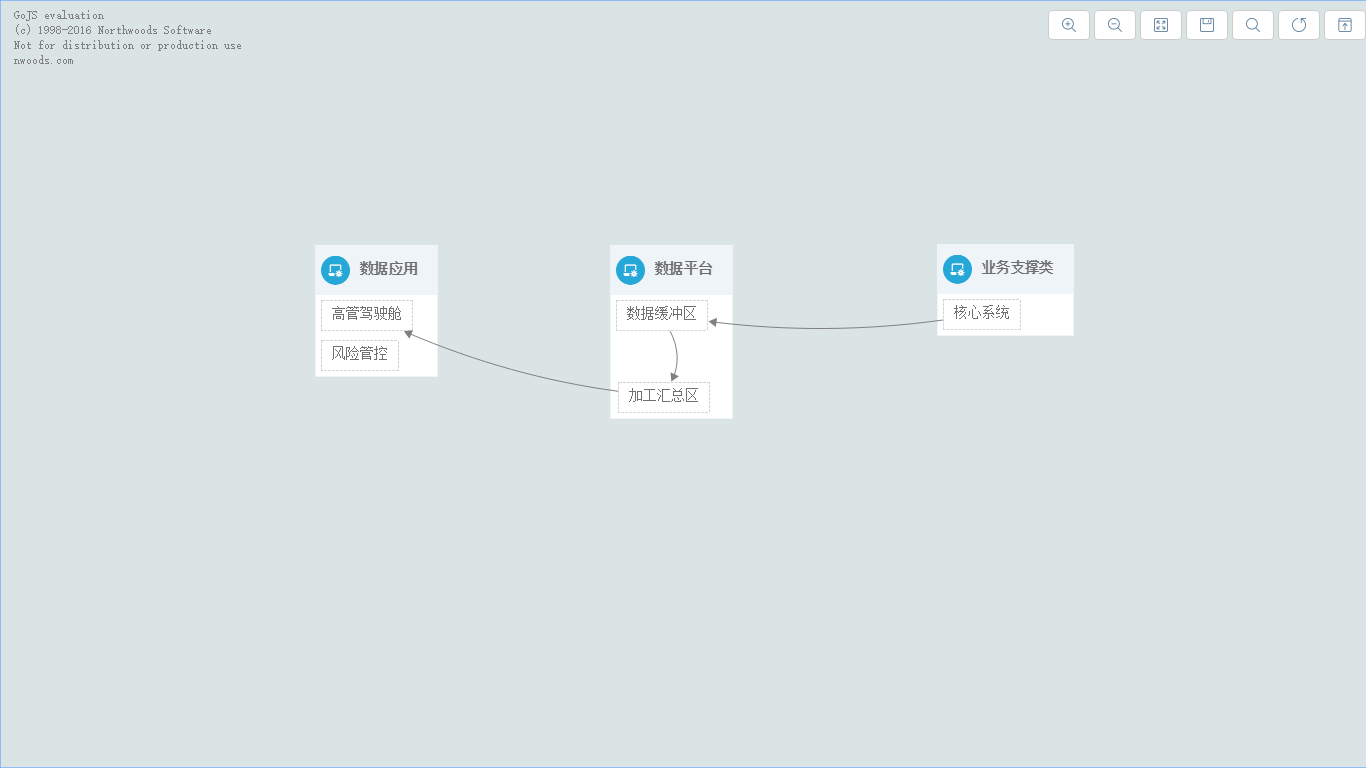 GoJS evaluation
(c) 1998-2016 Northwoods Software
Not for distribution or production use
nwoods.com
数据应用
高管驾驶舱
风险管控
数据平台
数据缓冲区
加工汇总区
业务支撑类
核心系统